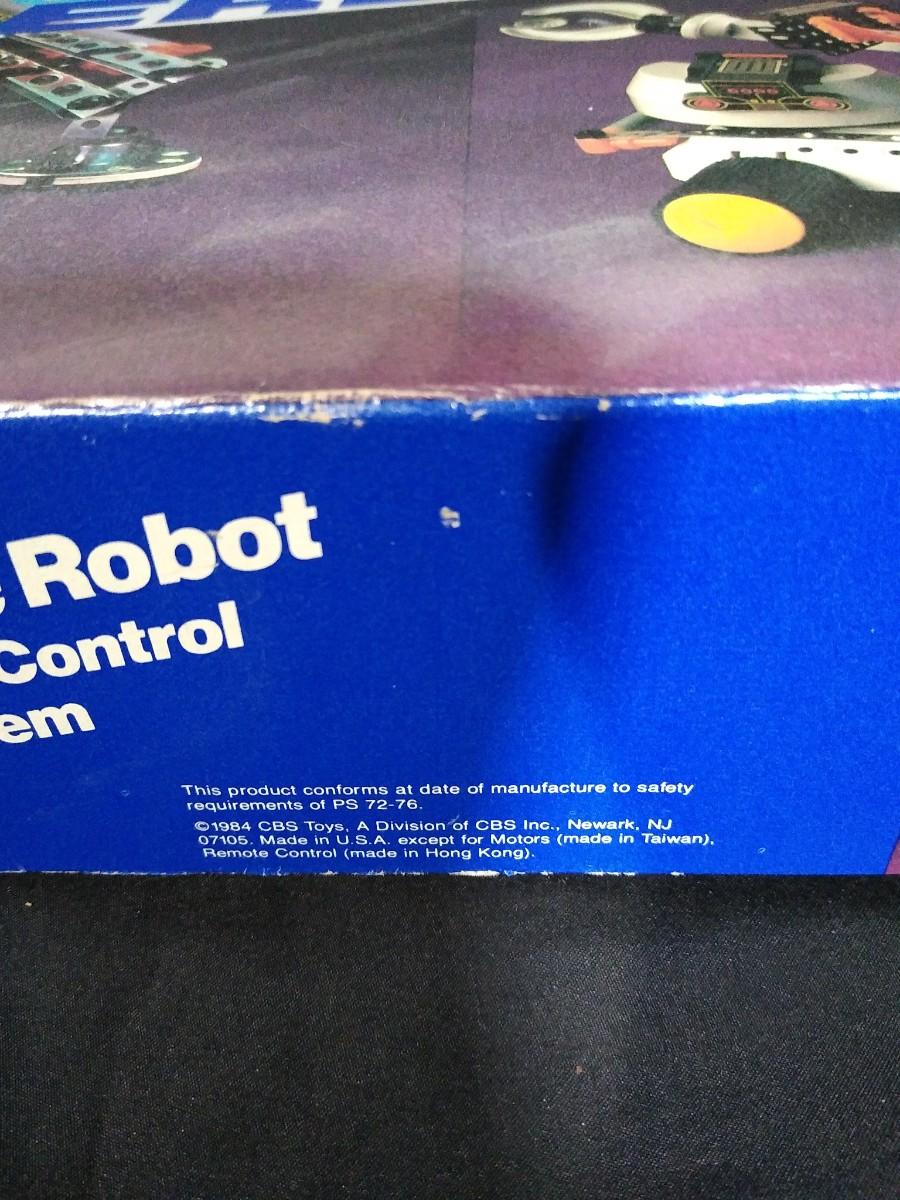 Robot
Control
em
This product conforms at date of manufacture to safety
requirements of PS 72-76.
©1984 CBS Toys, A Division of CBS Inc., Newark, NJ
07105. Made in U.S.A. except for Motors (made in Taiwan),
Remote Control (made in Hong Kong).